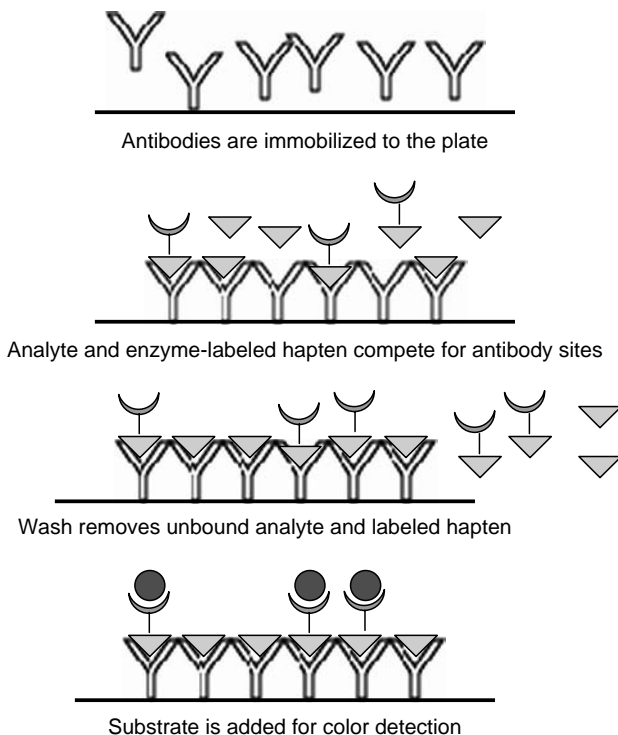 Antibodies are immobilized to the plate
Analyte and enzyme-labeled hapten compete for antibody sites
Wash removes unbound analyte and labeled hapten
Substrate is added for color detection